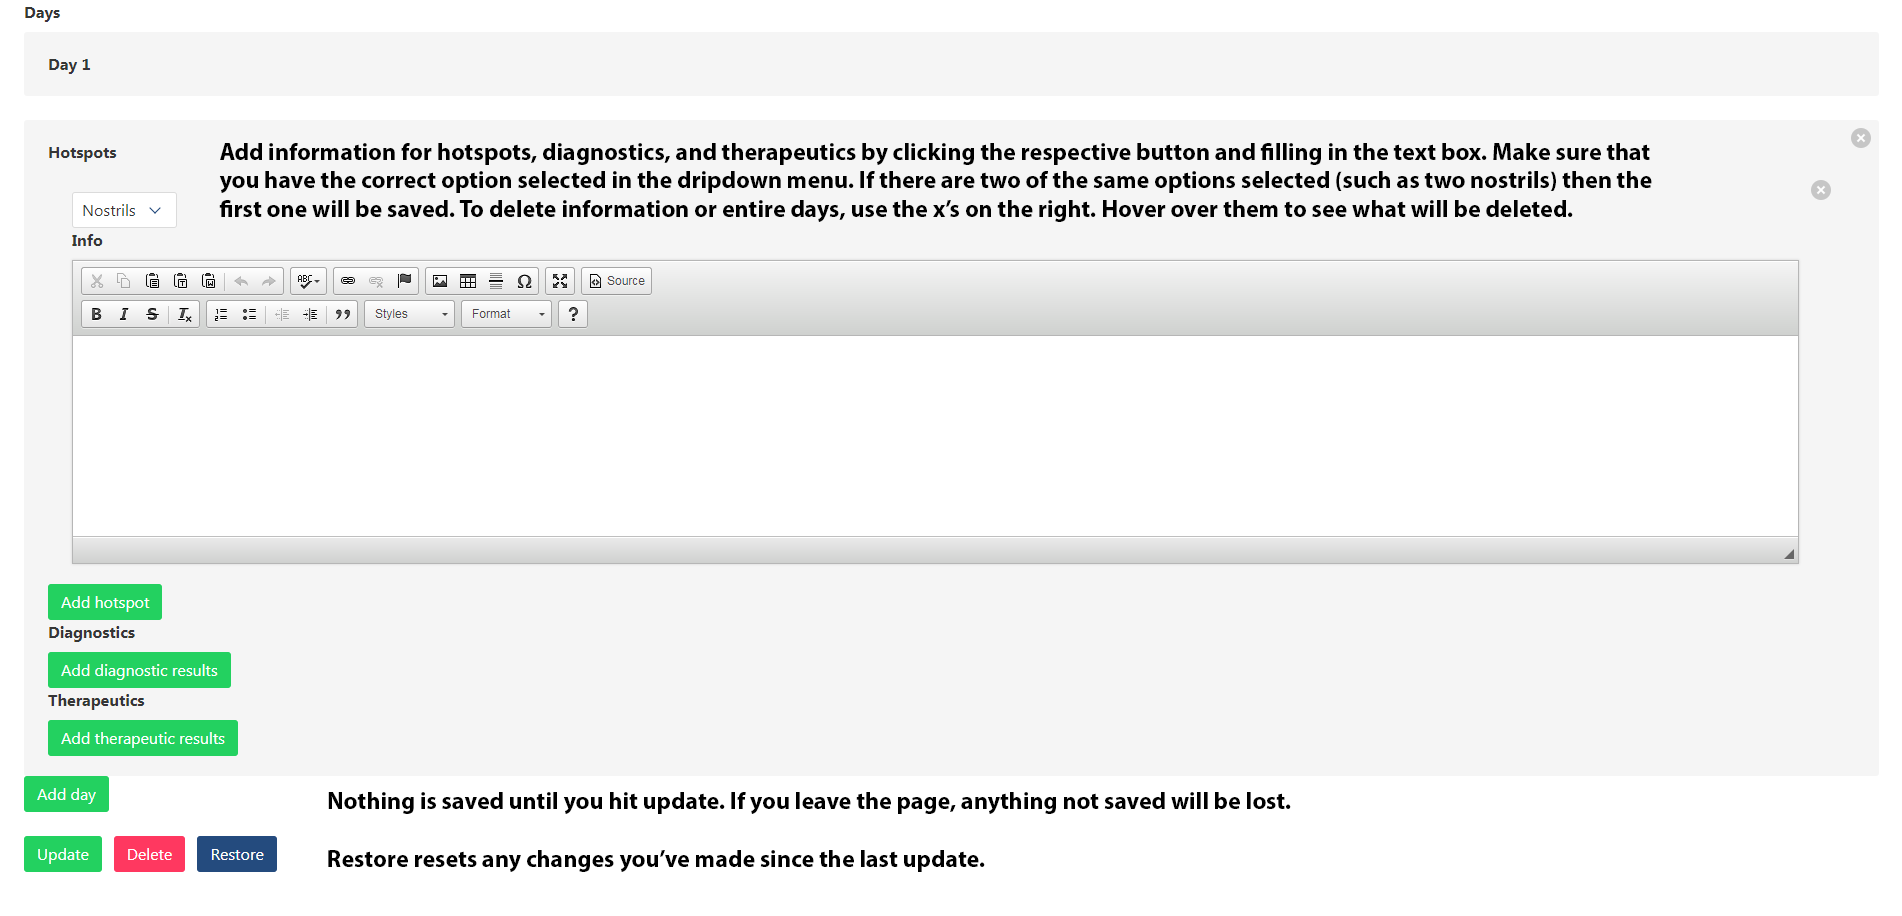 Days
Day 1
Hotspots
Add information for hotspots, diagnostics, and therapeutics by clicking the respective button and filling in the text box. Make sure that
you have the correct option selected in the dripdown menu. If there are two of the same options selected (such as two nostrils) then the
first one will be saved. To delete information or entire days, use the x’s on the right. Hover over them to see what will be deleted.
Nostrils
Info
ABC
Source
B I S Tx
Styles
Format
?
Add hotspot
Diagnostics
Add diagnostic results
Therapeutics
Add therapeutic results
Add day
Nothing is saved until you hit update. If you leave the page, anything not saved will be lost.
Update
Delete
Restore
Restore resets any changes you’ve made since the last update.